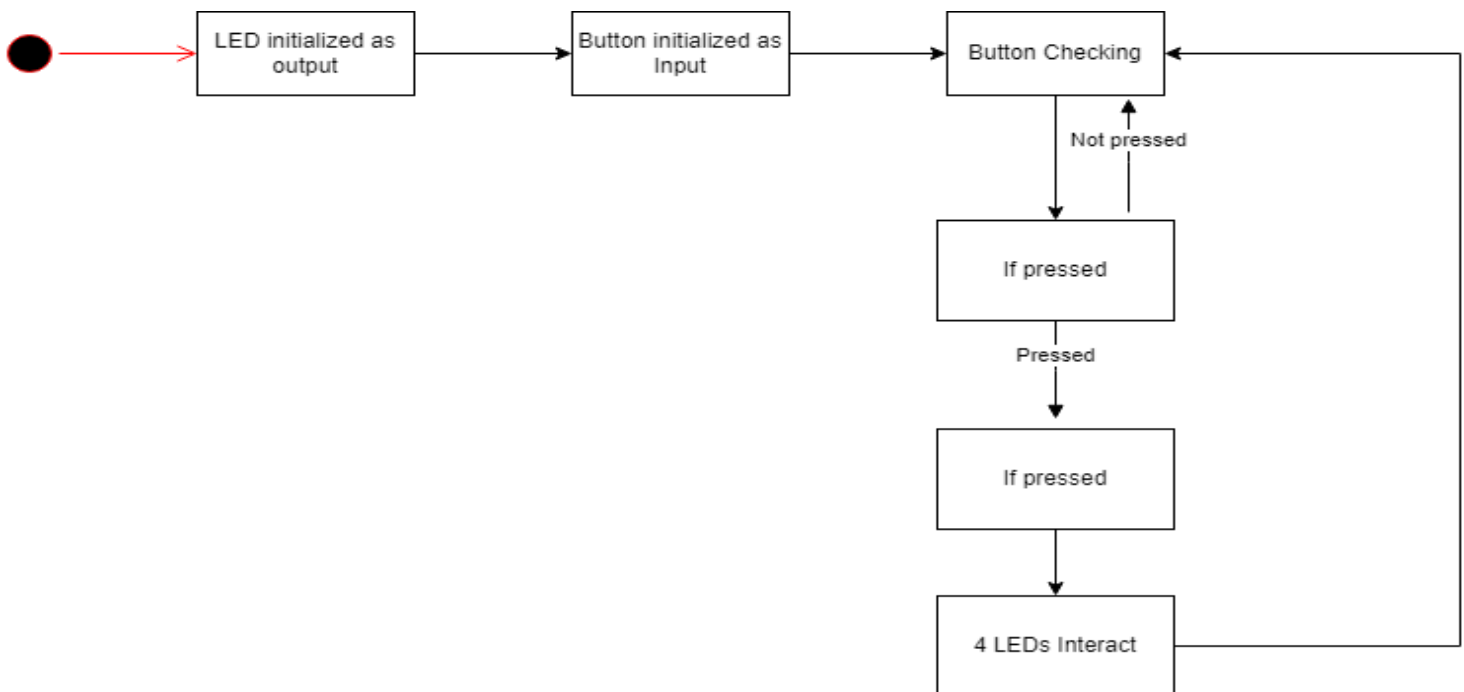 LED initialized as
output
Button initialized as
Input
Button Checking
Not pressed
If pressed
Pressed
If pressed
4 LEDs Interact